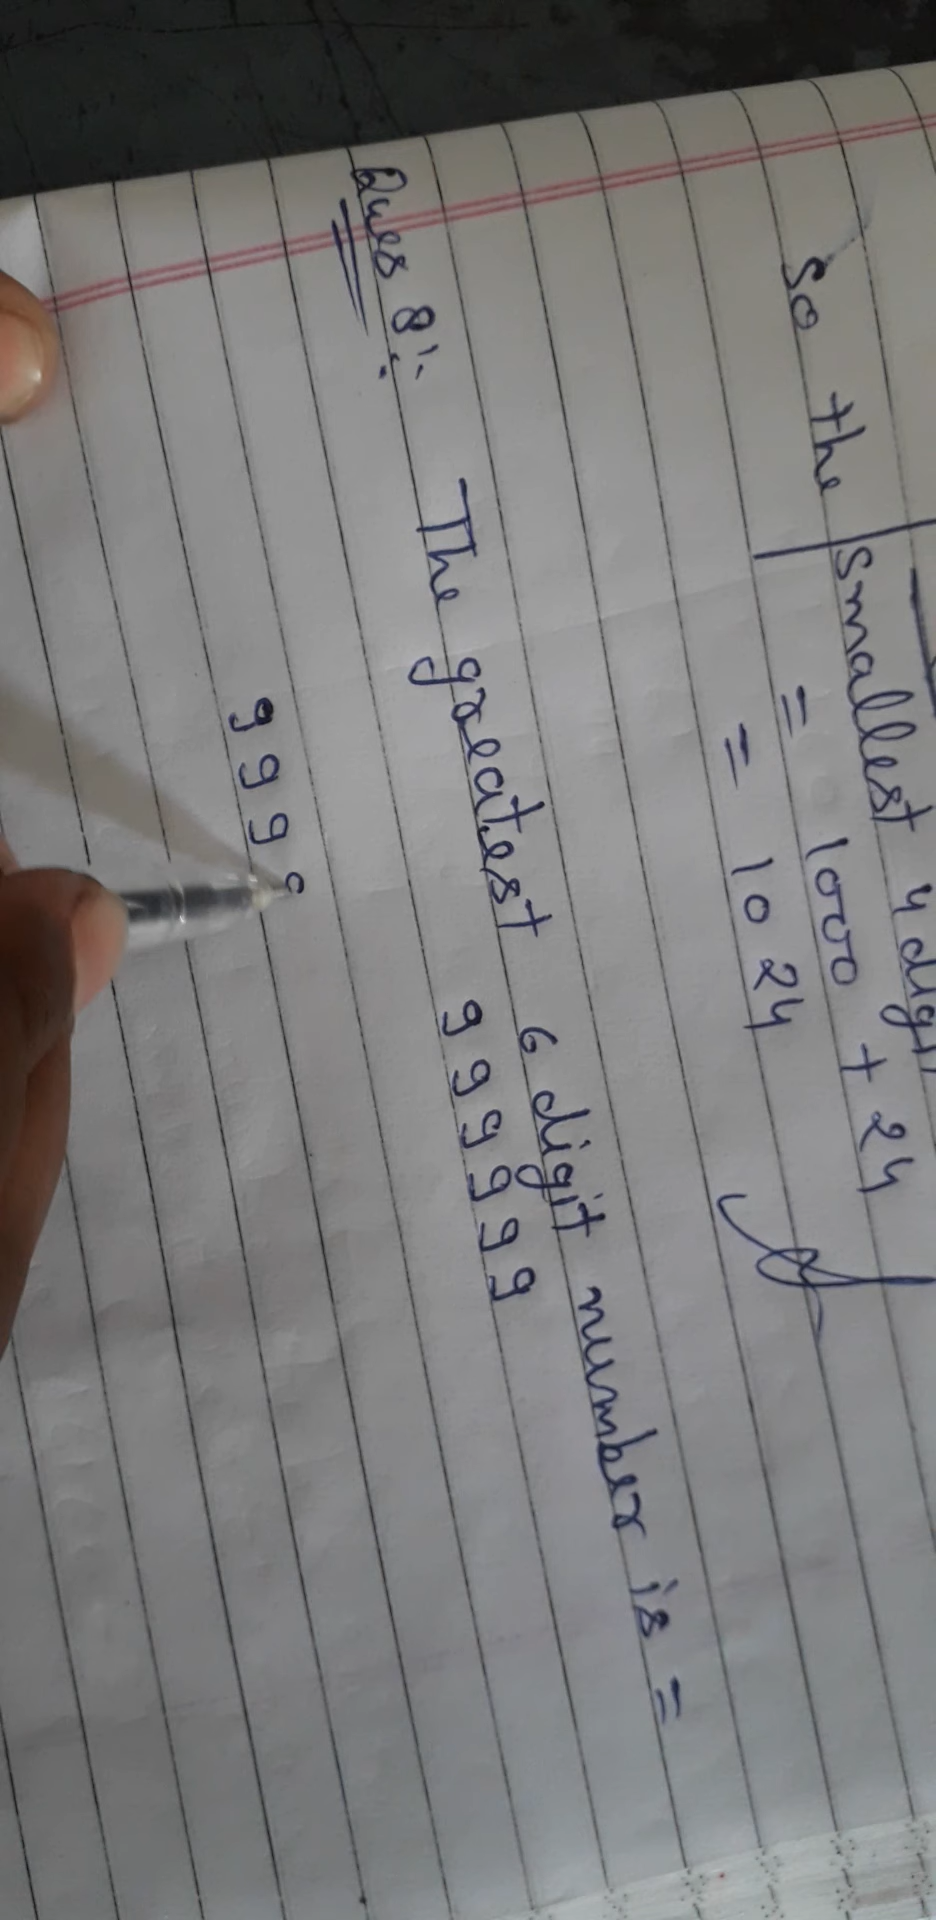 So the smallest 4 digit
= 1000 + 24
= 1024
Ques 8:- The greatest 6 digit number is =
999999
999